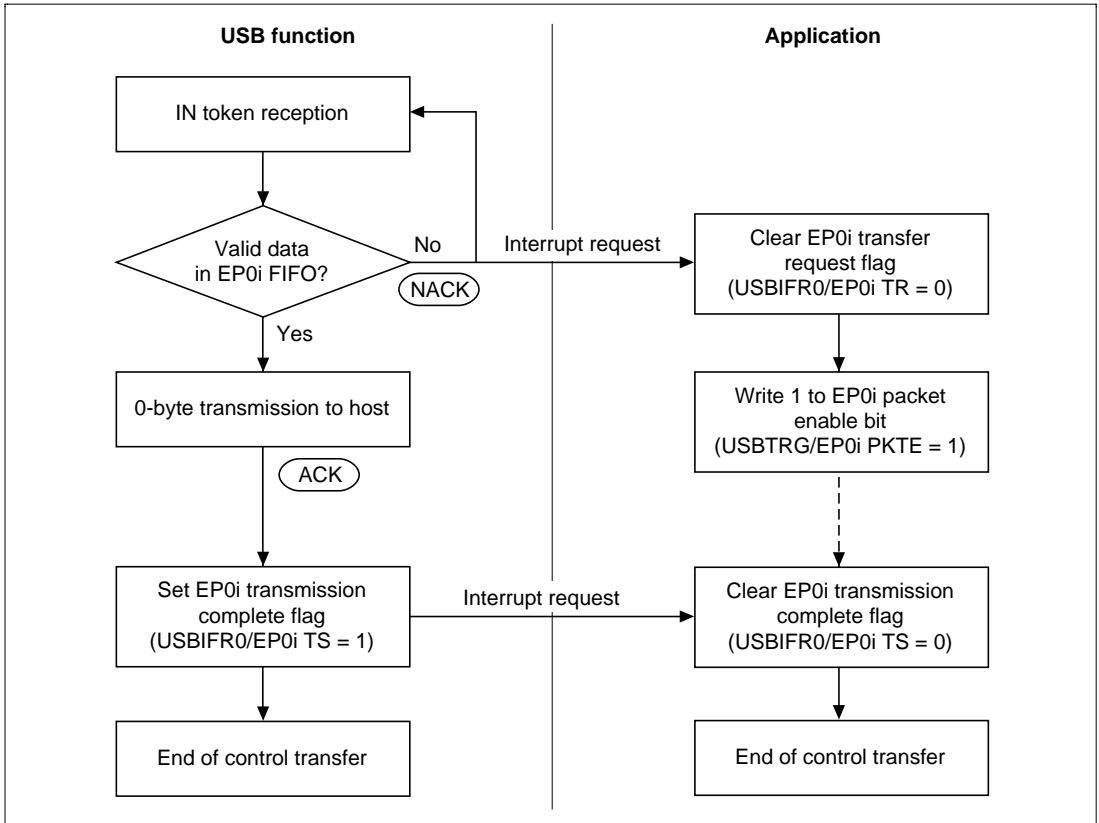 USB function
Application
IN token reception
Valid data
in EP0i FIFO?
No
NACK
Interrupt request
Clear EP0i transfer
request flag
(USBIFR0/EP0i TR = 0)
Yes
0-byte transmission to host
Write 1 to EP0i packet
enable bit
(USBTRG/EP0i PKTE = 1)
ACK
Set EP0i transmission
complete flag
(USBIFR0/EP0i TS = 1)
Interrupt request
Clear EP0i transmission
complete flag
(USBIFR0/EP0i TS = 0)
End of control transfer
End of control transfer